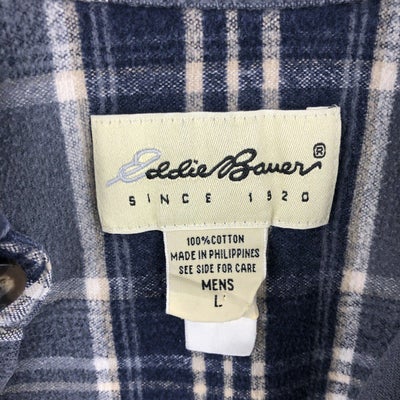 Eddie Bauer®
SINCE 1920
100% COTTON
MADE IN PHILIPPINES
SEE SIDE FOR CARE
MENS
L